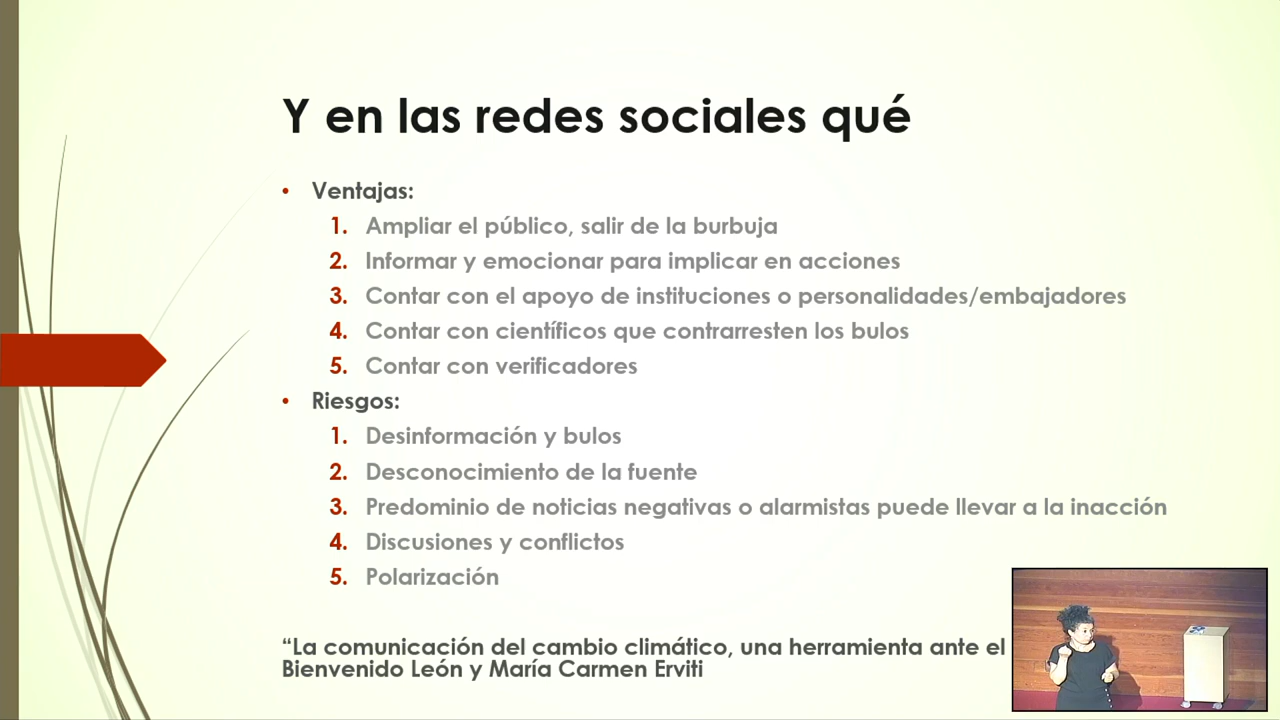 Y en las redes sociales qué
• Ventajas:
1. Ampliar el público, salir de la burbuja
2. Informar y emocionar para implicar en acciones
3. Contar con el apoyo de instituciones o personalidades/embajadores
4. Contar con científicos que contrarresten los bulos
5. Contar con verificadores
• Riesgos:
1. Desinformación y bulos
2. Desconocimiento de la fuente
3. Predominio de noticias negativas o alarmistas puede llevar a la inacción
4. Discusiones y conflictos
5. Polarización
“La comunicación del cambio climático, una herramienta ante el
Bienvenido León y María Carmen Erviti